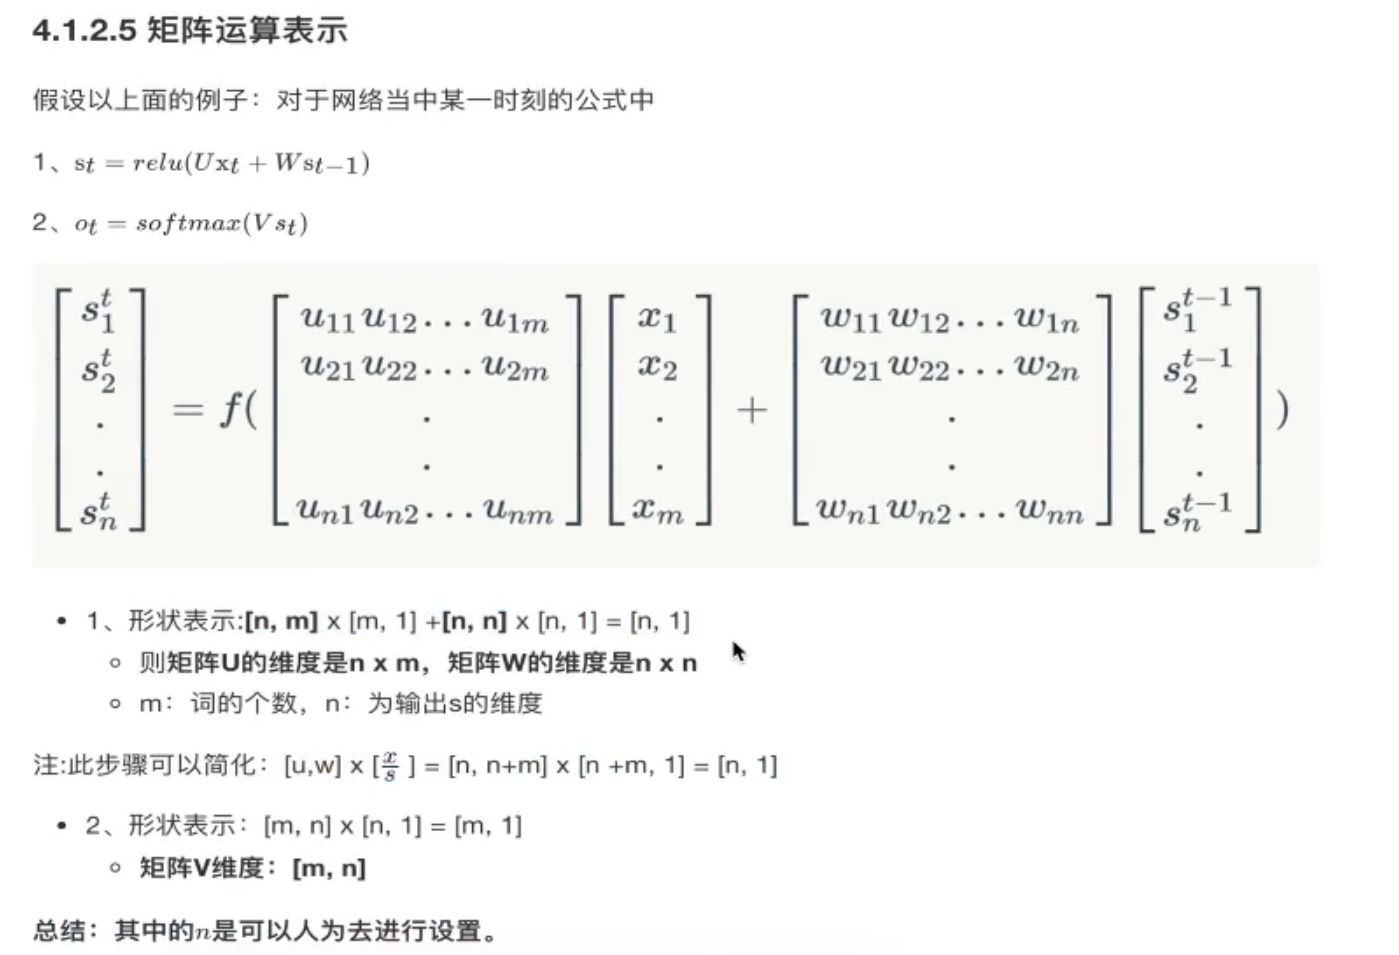 4.1.2.5 矩阵运算表示
假设以上面的例子：对于网络当中某一时刻的公式中
1、st = relu(Uxt + Wst−1)
2、ot = softmax(Vst)
[s₁ᵗ s₂ᵗ . . sₙᵗ] = f( [u11 u12 . . . u1m u21 u22 . . . u2m . . un1 un2 . . . unm] [x1 x2 . . xm] + [w11 w12 . . . w1n w21 w22 . . . w2n . . wn1 wn2 . . . wnn] [s₁ᵗ⁻¹ s₂ᵗ⁻¹ . . sₙᵗ⁻¹] )
• 1、形状表示:[n, m] x [m, 1] +[n, n] x [n, 1] = [n, 1]
则矩阵U的维度是n x m，矩阵W的维度是n x n
m：词的个数，n：为输出s的维度
注:此步骤可以简化：[u,w] x [x/s ] = [n, n+m] x [n +m, 1] = [n, 1]
• 2、形状表示：[m, n] x [n, 1] = [m, 1]
矩阵V维度：[m, n]
总结：其中的n是可以人为去进行设置。